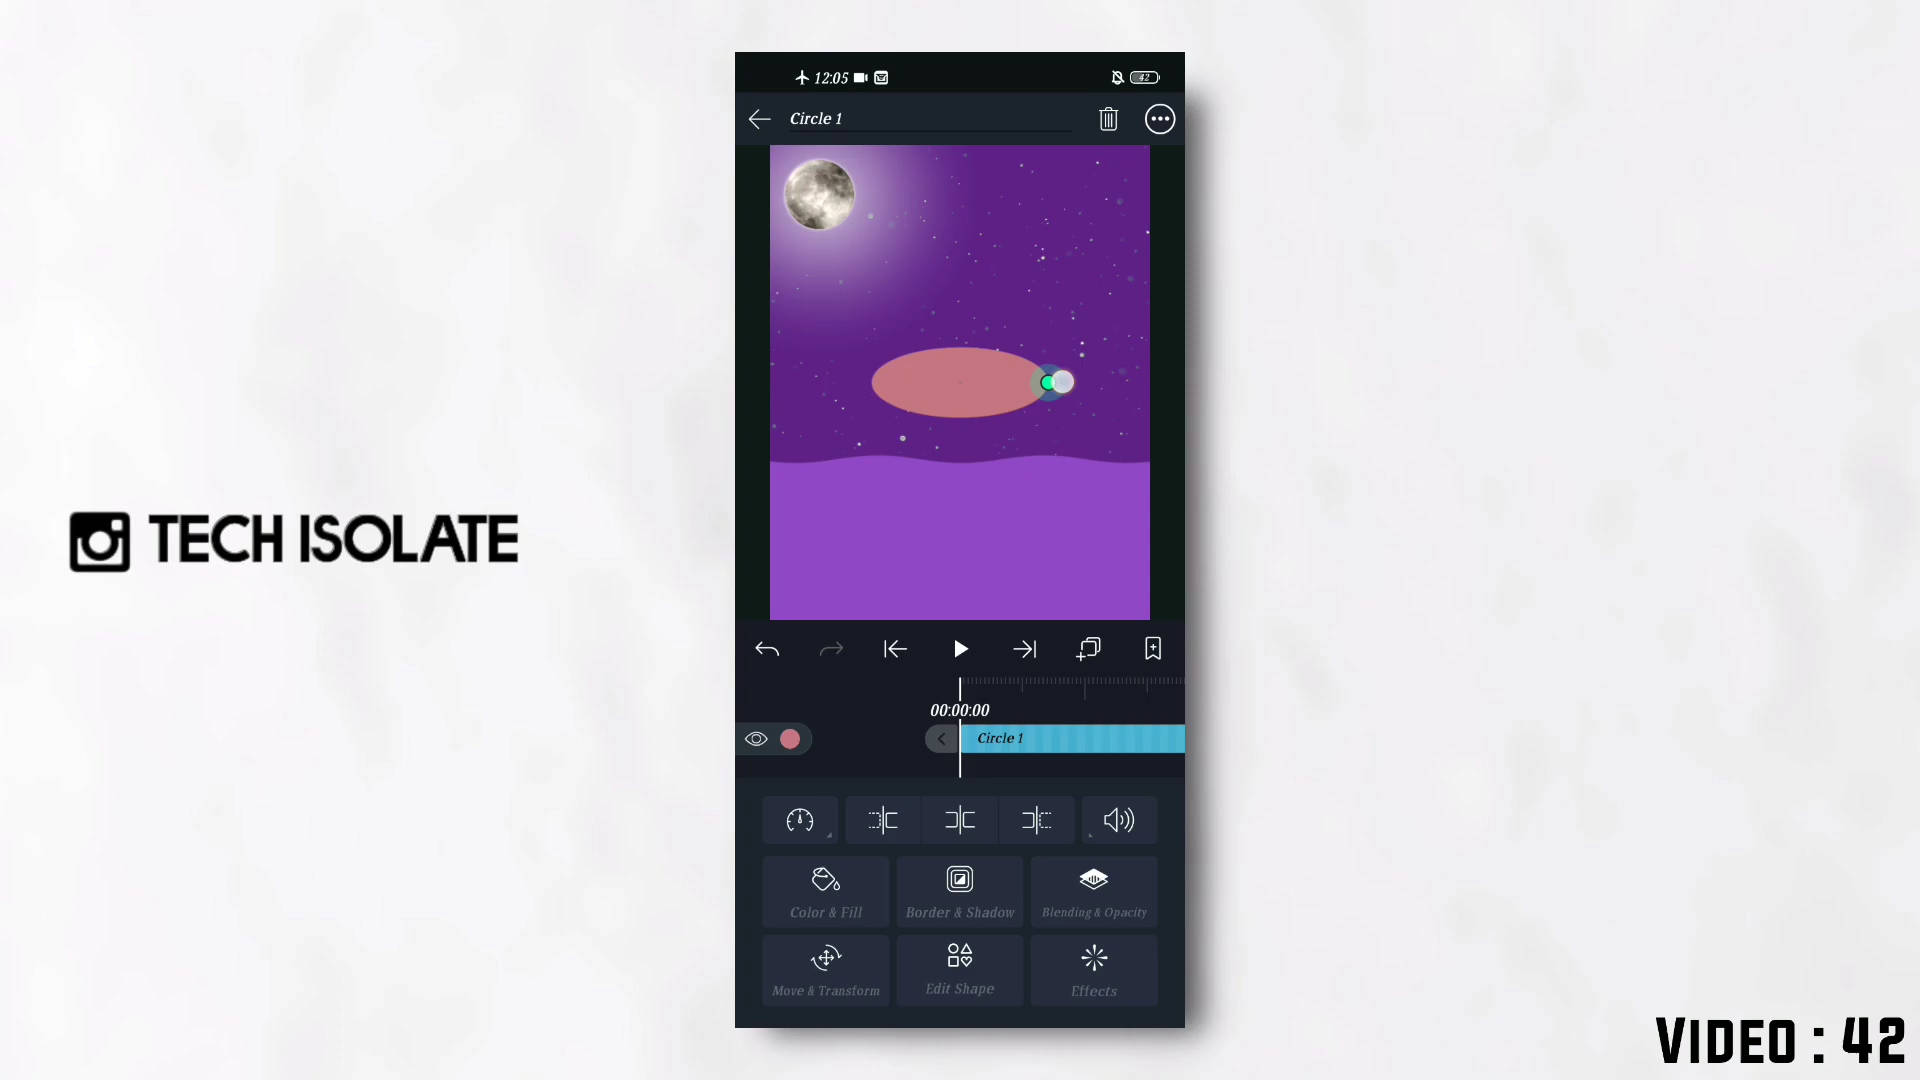 12:05
42
Circle 1
TECH ISOLATE
00:00:00
Circle 1
Color & Fill
Border & Shadow
Blending & Opacity
Move & Transform
Edit Shape
Effects
VIDEO : 42